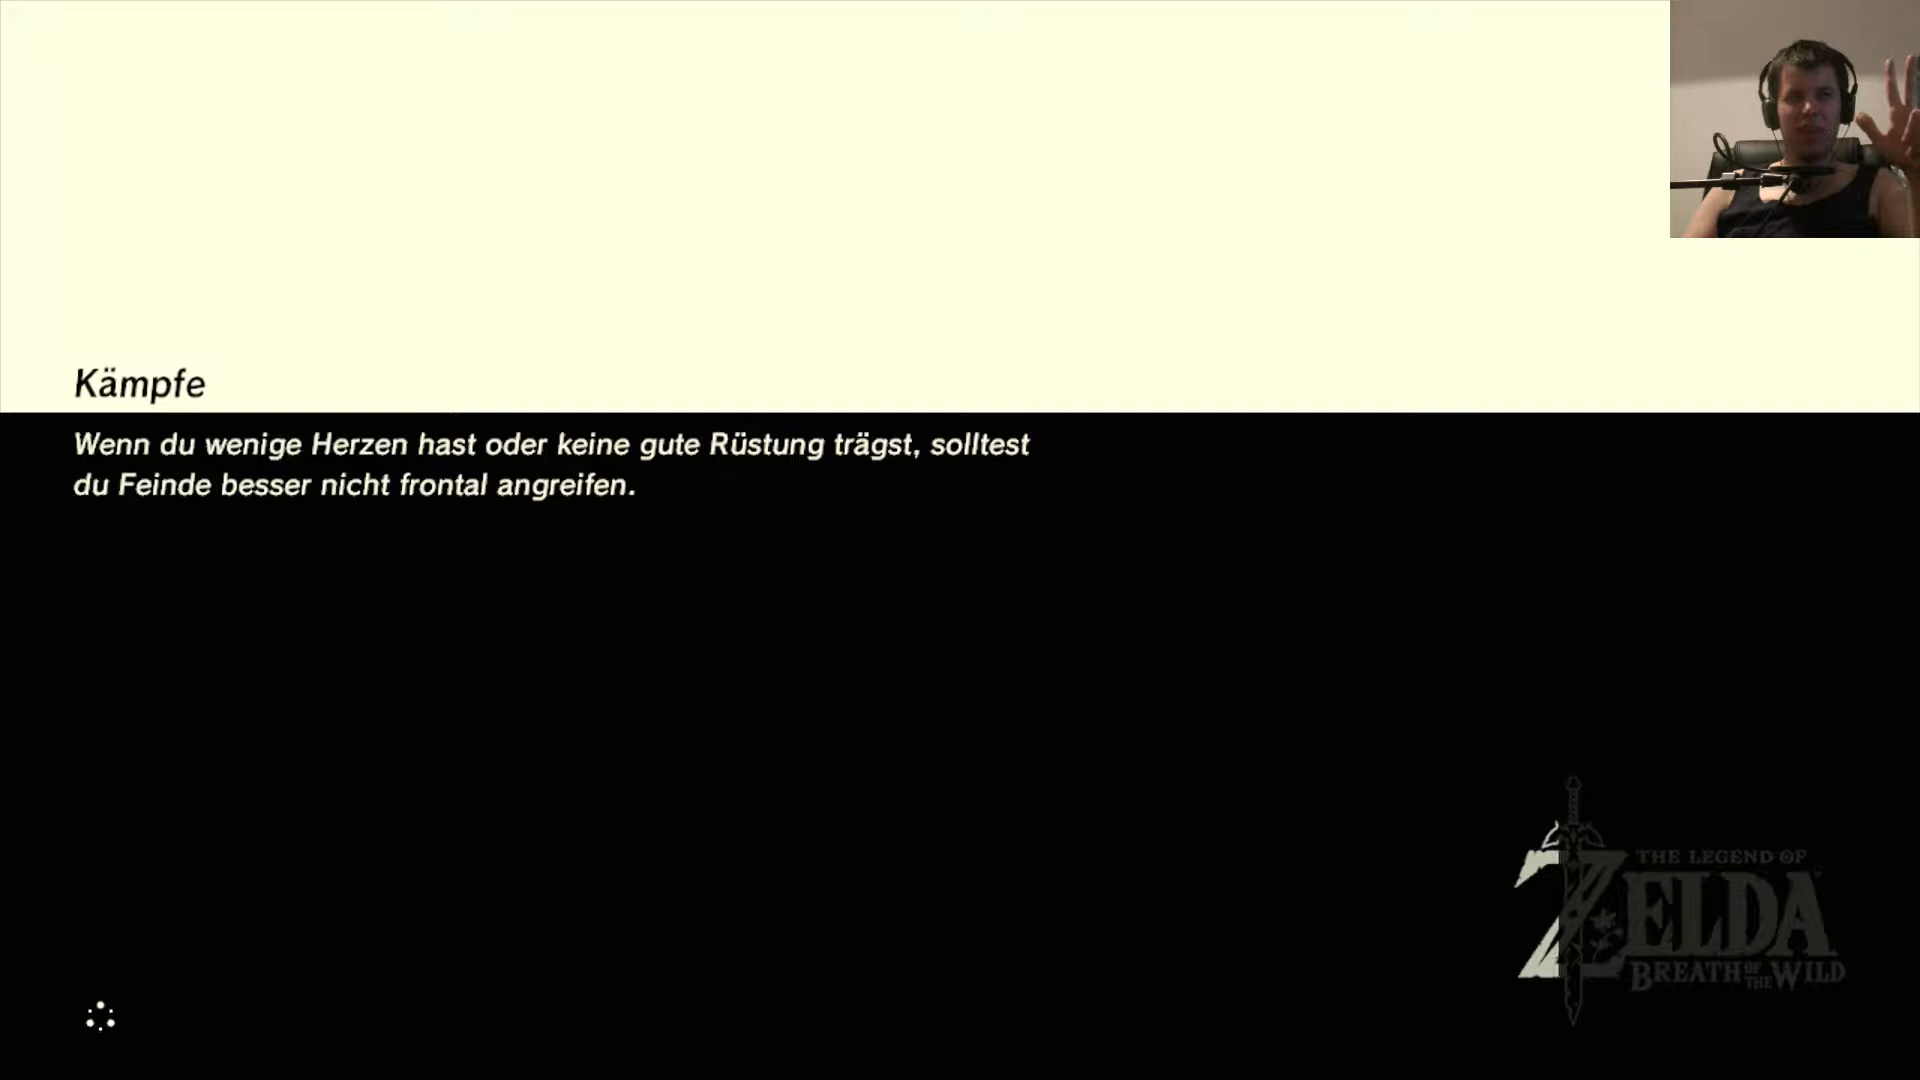 Kämpfe
Wenn du wenige Herzen hast oder keine gute Rüstung trägst, solltest
du Feinde besser nicht frontal angreifen.
THE LEGEND OF
ZELDA
BREATH OF THE WILD